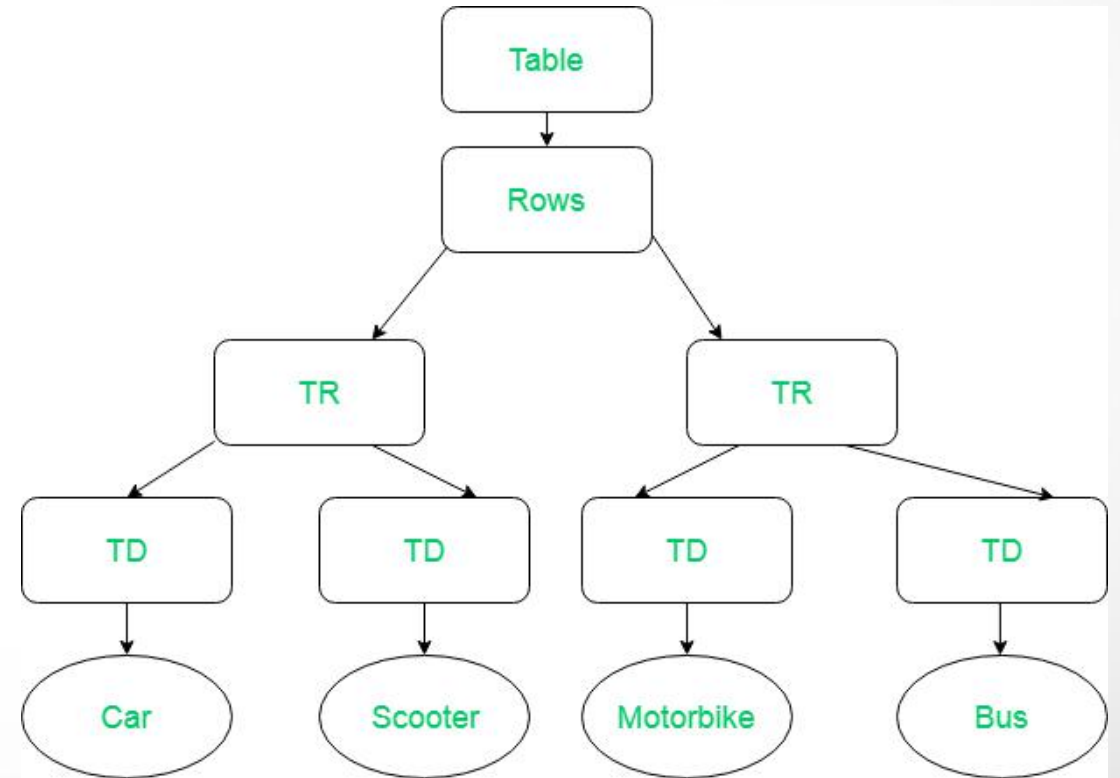 Table
Rows
TR
TR
TD
TD
TD
TD
Car
Scooter
Motorbike
Bus